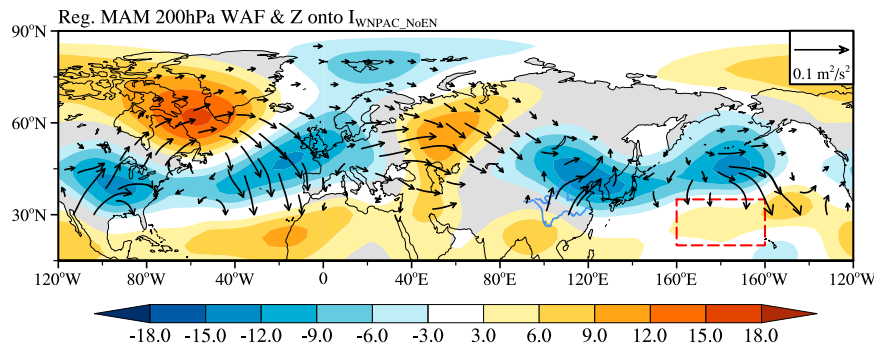 Reg. MAM 200hPa WAF & Z onto I_WNPAC_NoEN
90°N
0.1 m²/s²
60°N
30°N
120°W 80°W 40°W 0 40°E 80°E 120°E 160°E 160°W 120°W
-18.0 -15.0 -12.0 -9.0 -6.0 -3.0 3.0 6.0 9.0 12.0 15.0 18.0